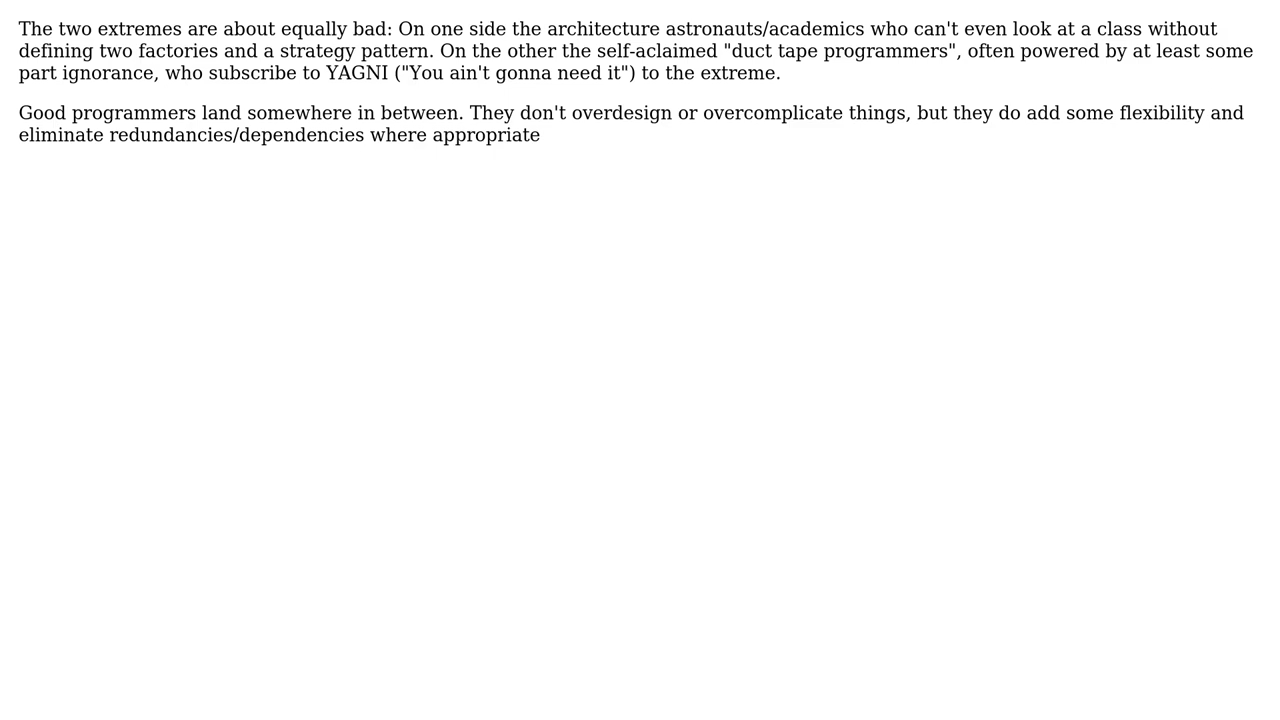 The two extremes are about equally bad: On one side the architecture astronauts/academics who can't even look at a class without
defining two factories and a strategy pattern. On the other the self-aclaimed "duct tape programmers", often powered by at least some
part ignorance, who subscribe to YAGNI ("You ain't gonna need it") to the extreme.
Good programmers land somewhere in between. They don't overdesign or overcomplicate things, but they do add some flexibility and
eliminate redundancies/dependencies where appropriate